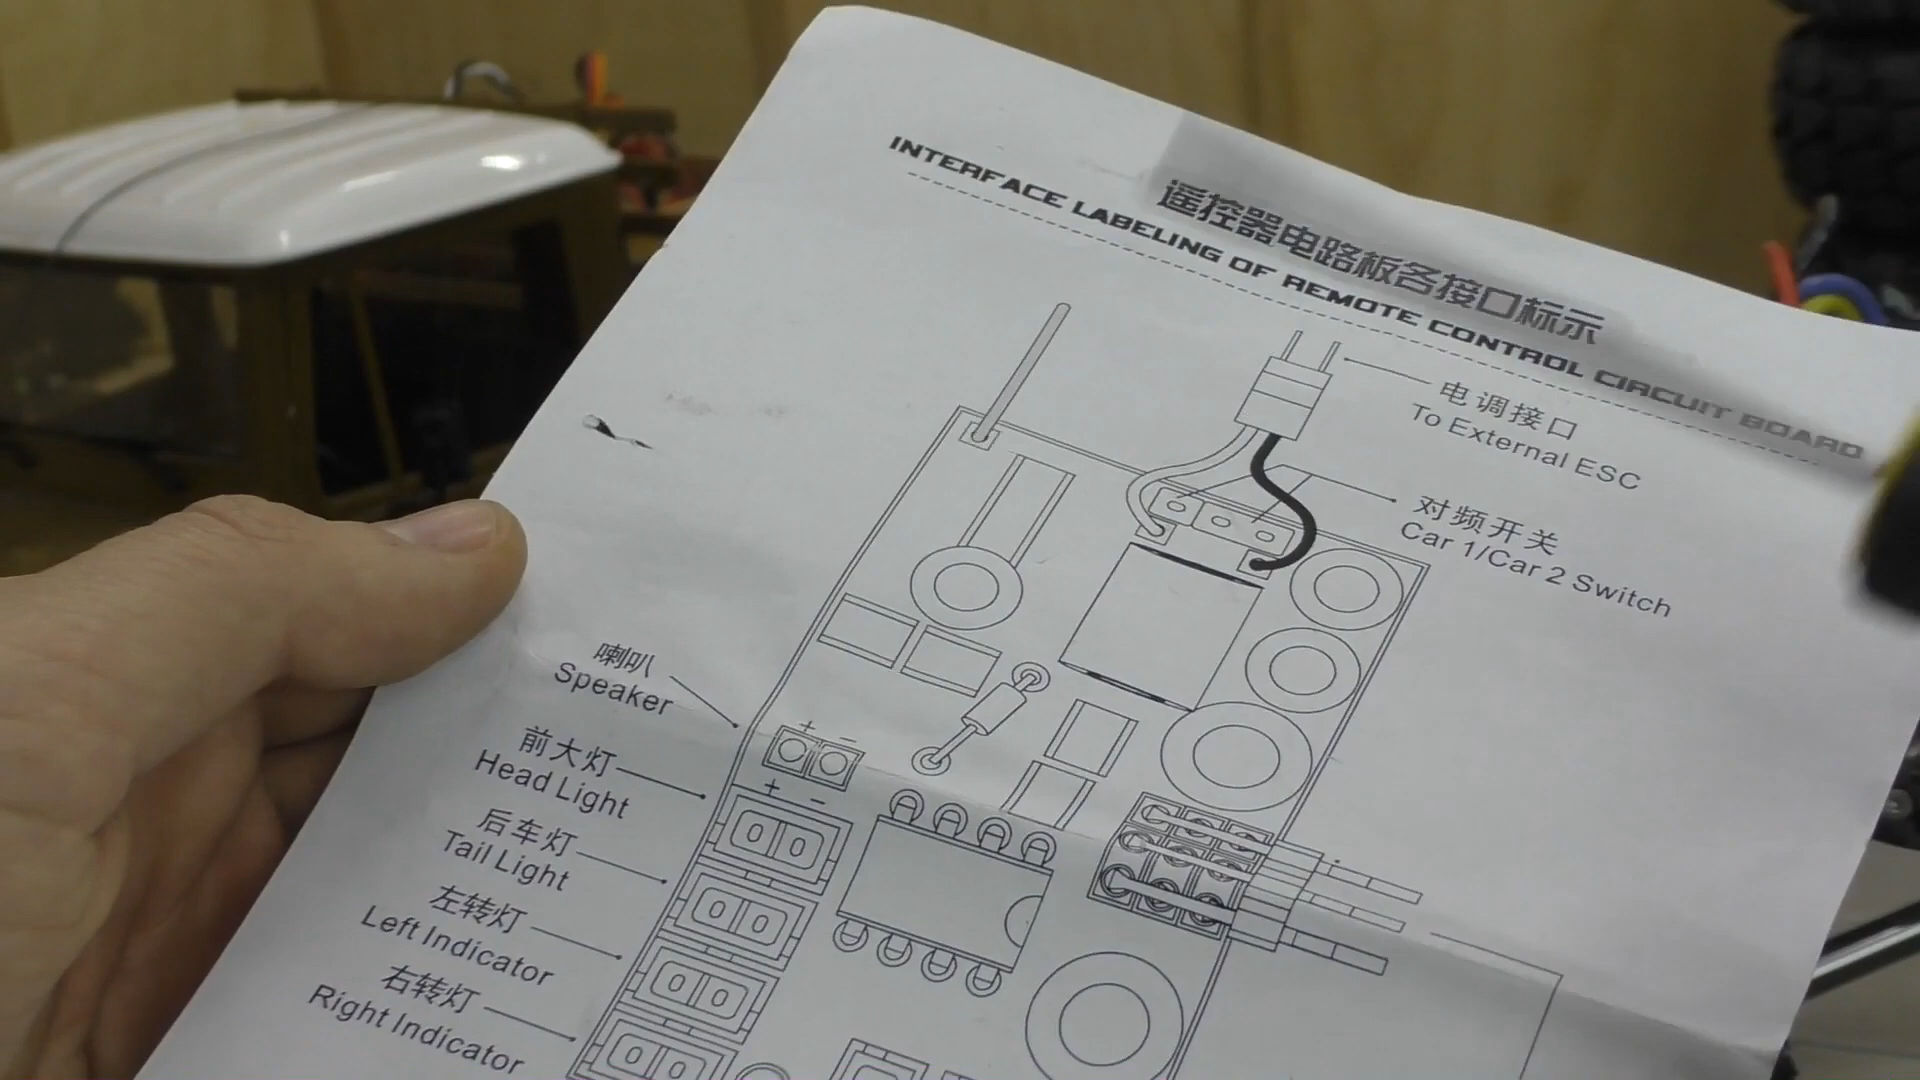 遥控器电路板各接口标示
INTERFACE LABELING OF REMOTE CONTROL CIRCUIT BOARD
电调接口
To External ESC
对频开关
Car 1/Car 2 Switch
喇叭
Speaker
+ -
前大灯
Head Light
+ -
后车灯
Tail Light
左转灯
Left Indicator
右转灯
Right Indicator